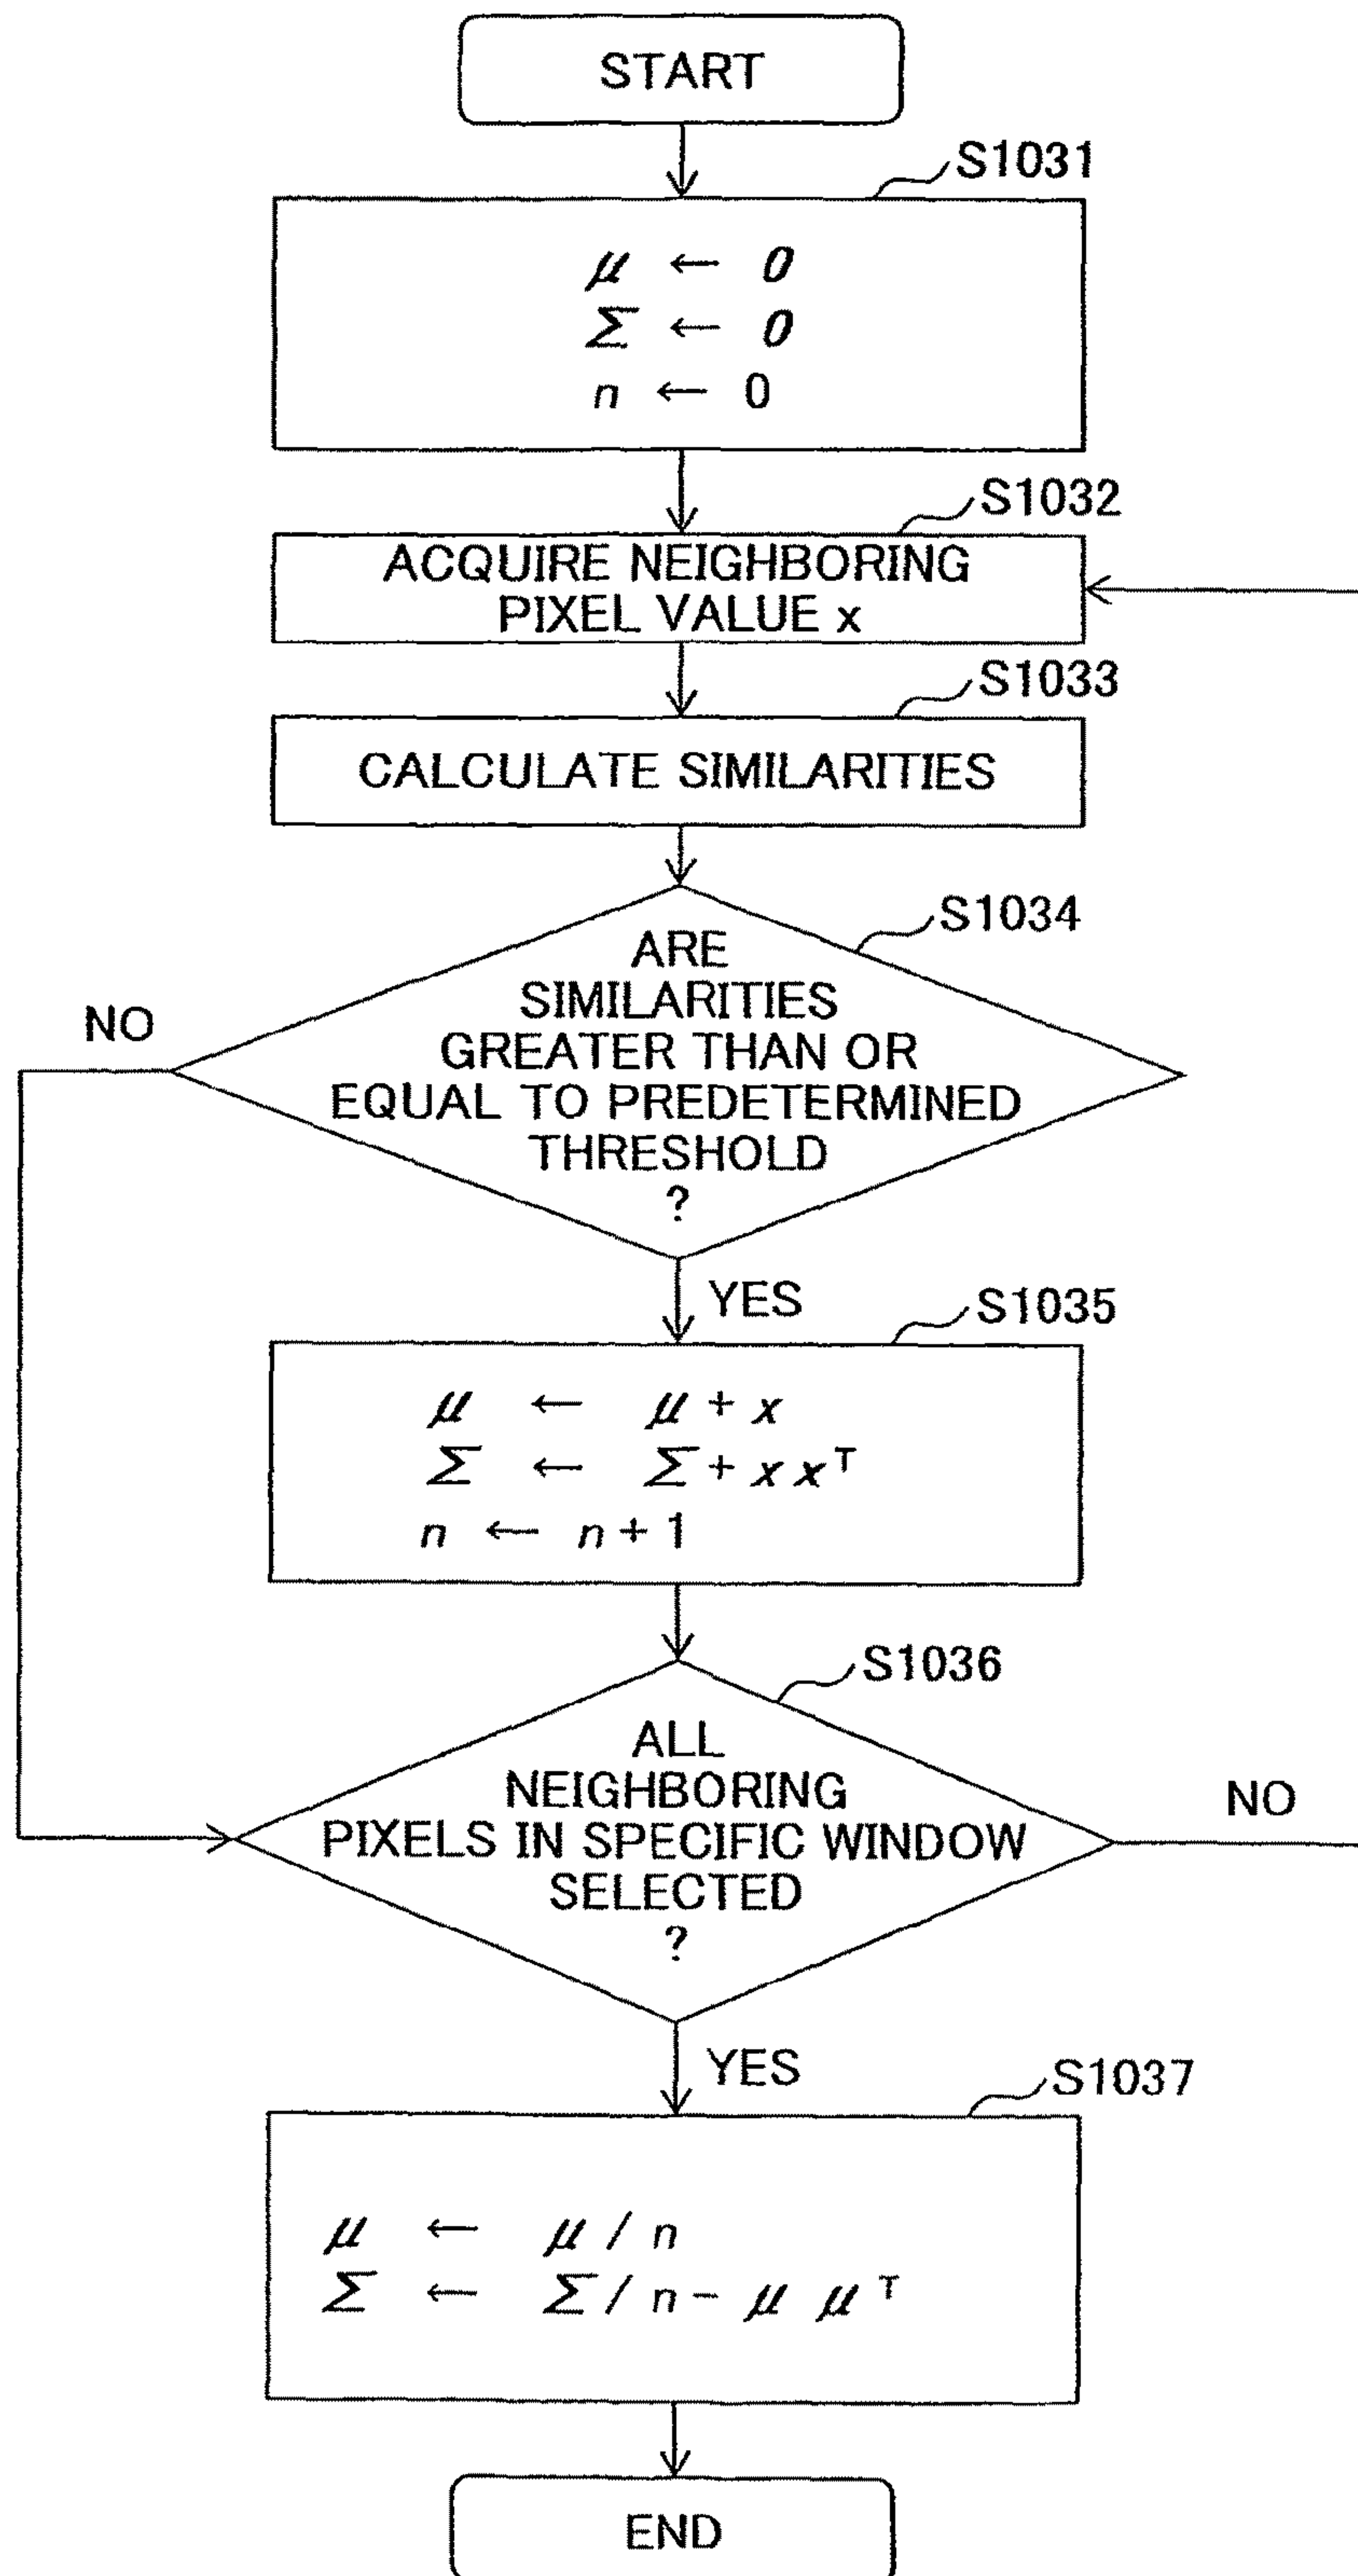 START
S1031
μ ← 0
Σ ← 0
n ← 0
S1032
ACQUIRE NEIGHBORING
PIXEL VALUE x
S1033
CALCULATE SIMILARITIES
S1034
ARE
SIMILARITIES
GREATER THAN OR
EQUAL TO PREDETERMINED
THRESHOLD
?
NO
YES
S1035
μ ← μ + x
Σ ← Σ + x xᵀ
n ← n + 1
S1036
ALL
NEIGHBORING
PIXELS IN SPECIFIC WINDOW
SELECTED
?
NO
YES
S1037
μ ← μ / n
Σ ← Σ / n - μ μᵀ
END